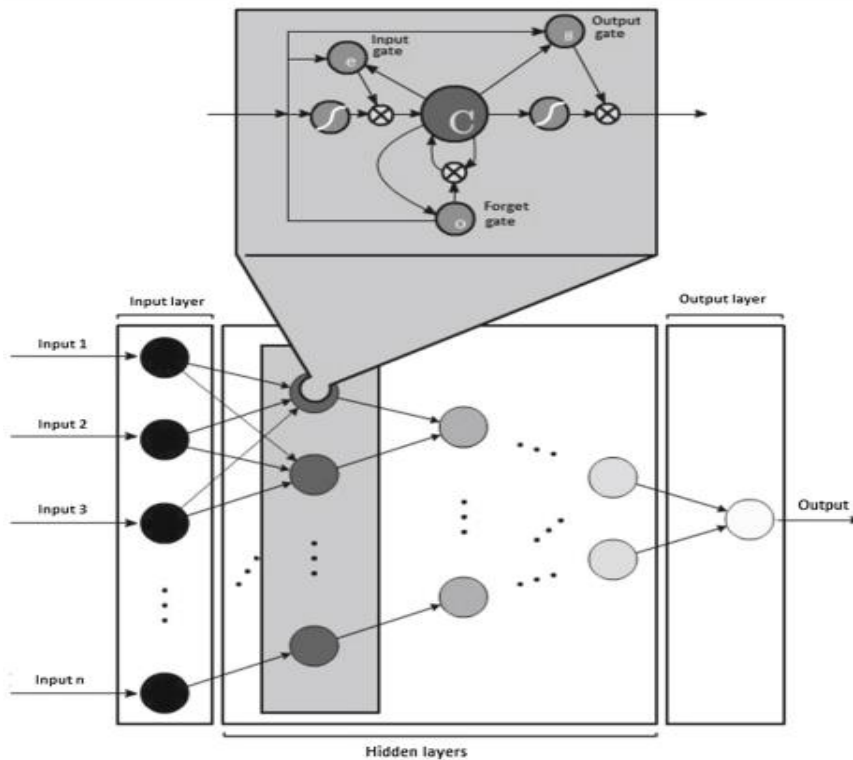 Input
gate
e
Output
gate
g
C
Forget
gate
o
Input layer
Output layer
Input 1
Input 2
Input 3
Input n
Output
Hidden layers